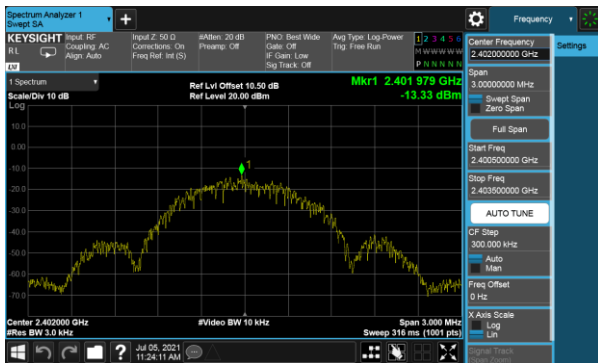 Spectrum Analyzer 1
Swept SA
Frequency
KEYSIGHT
Input: RF
Input Z: 50 Ω
#Atten: 20 dB
PNO: Best Wide
Avg Type: Log-Power
1 2 3 4 5 6
RL
Coupling: AC
Corrections: On
Preamp: Off
Gate: Off
Trig: Free Run
M W W W W W
Align: Auto
Freq Ref: Int (S)
IF Gain: Low
P N N N N N
LXI
Sig Track: Off
1 Spectrum
Ref Lvl Offset 10.50 dB
Mkr1 2.401 979 GHz
Scale/Div 10 dB
Ref Level 20.00 dBm
-13.33 dBm
Log
10.0
0.00
1
-10.0
-20.0
-30.0
-40.0
-50.0
-60.0
-70.0
Center 2.402000 GHz
#Video BW 10 kHz
Span 3.000 MHz
#Res BW 3.0 kHz
Sweep 316 ms (1001 pts)
Jul 05, 2021
11:24:11 AM
Center Frequency
2.402000000 GHz
Settings
Span
3.00000000 MHz
Swept Span
Zero Span
Full Span
Start Freq
2.400500000 GHz
Stop Freq
2.403500000 GHz
AUTO TUNE
CF Step
300.000 kHz
Auto
Man
Freq Offset
0 Hz
X Axis Scale
Log
Lin
Signal Track
(Span Zoom)